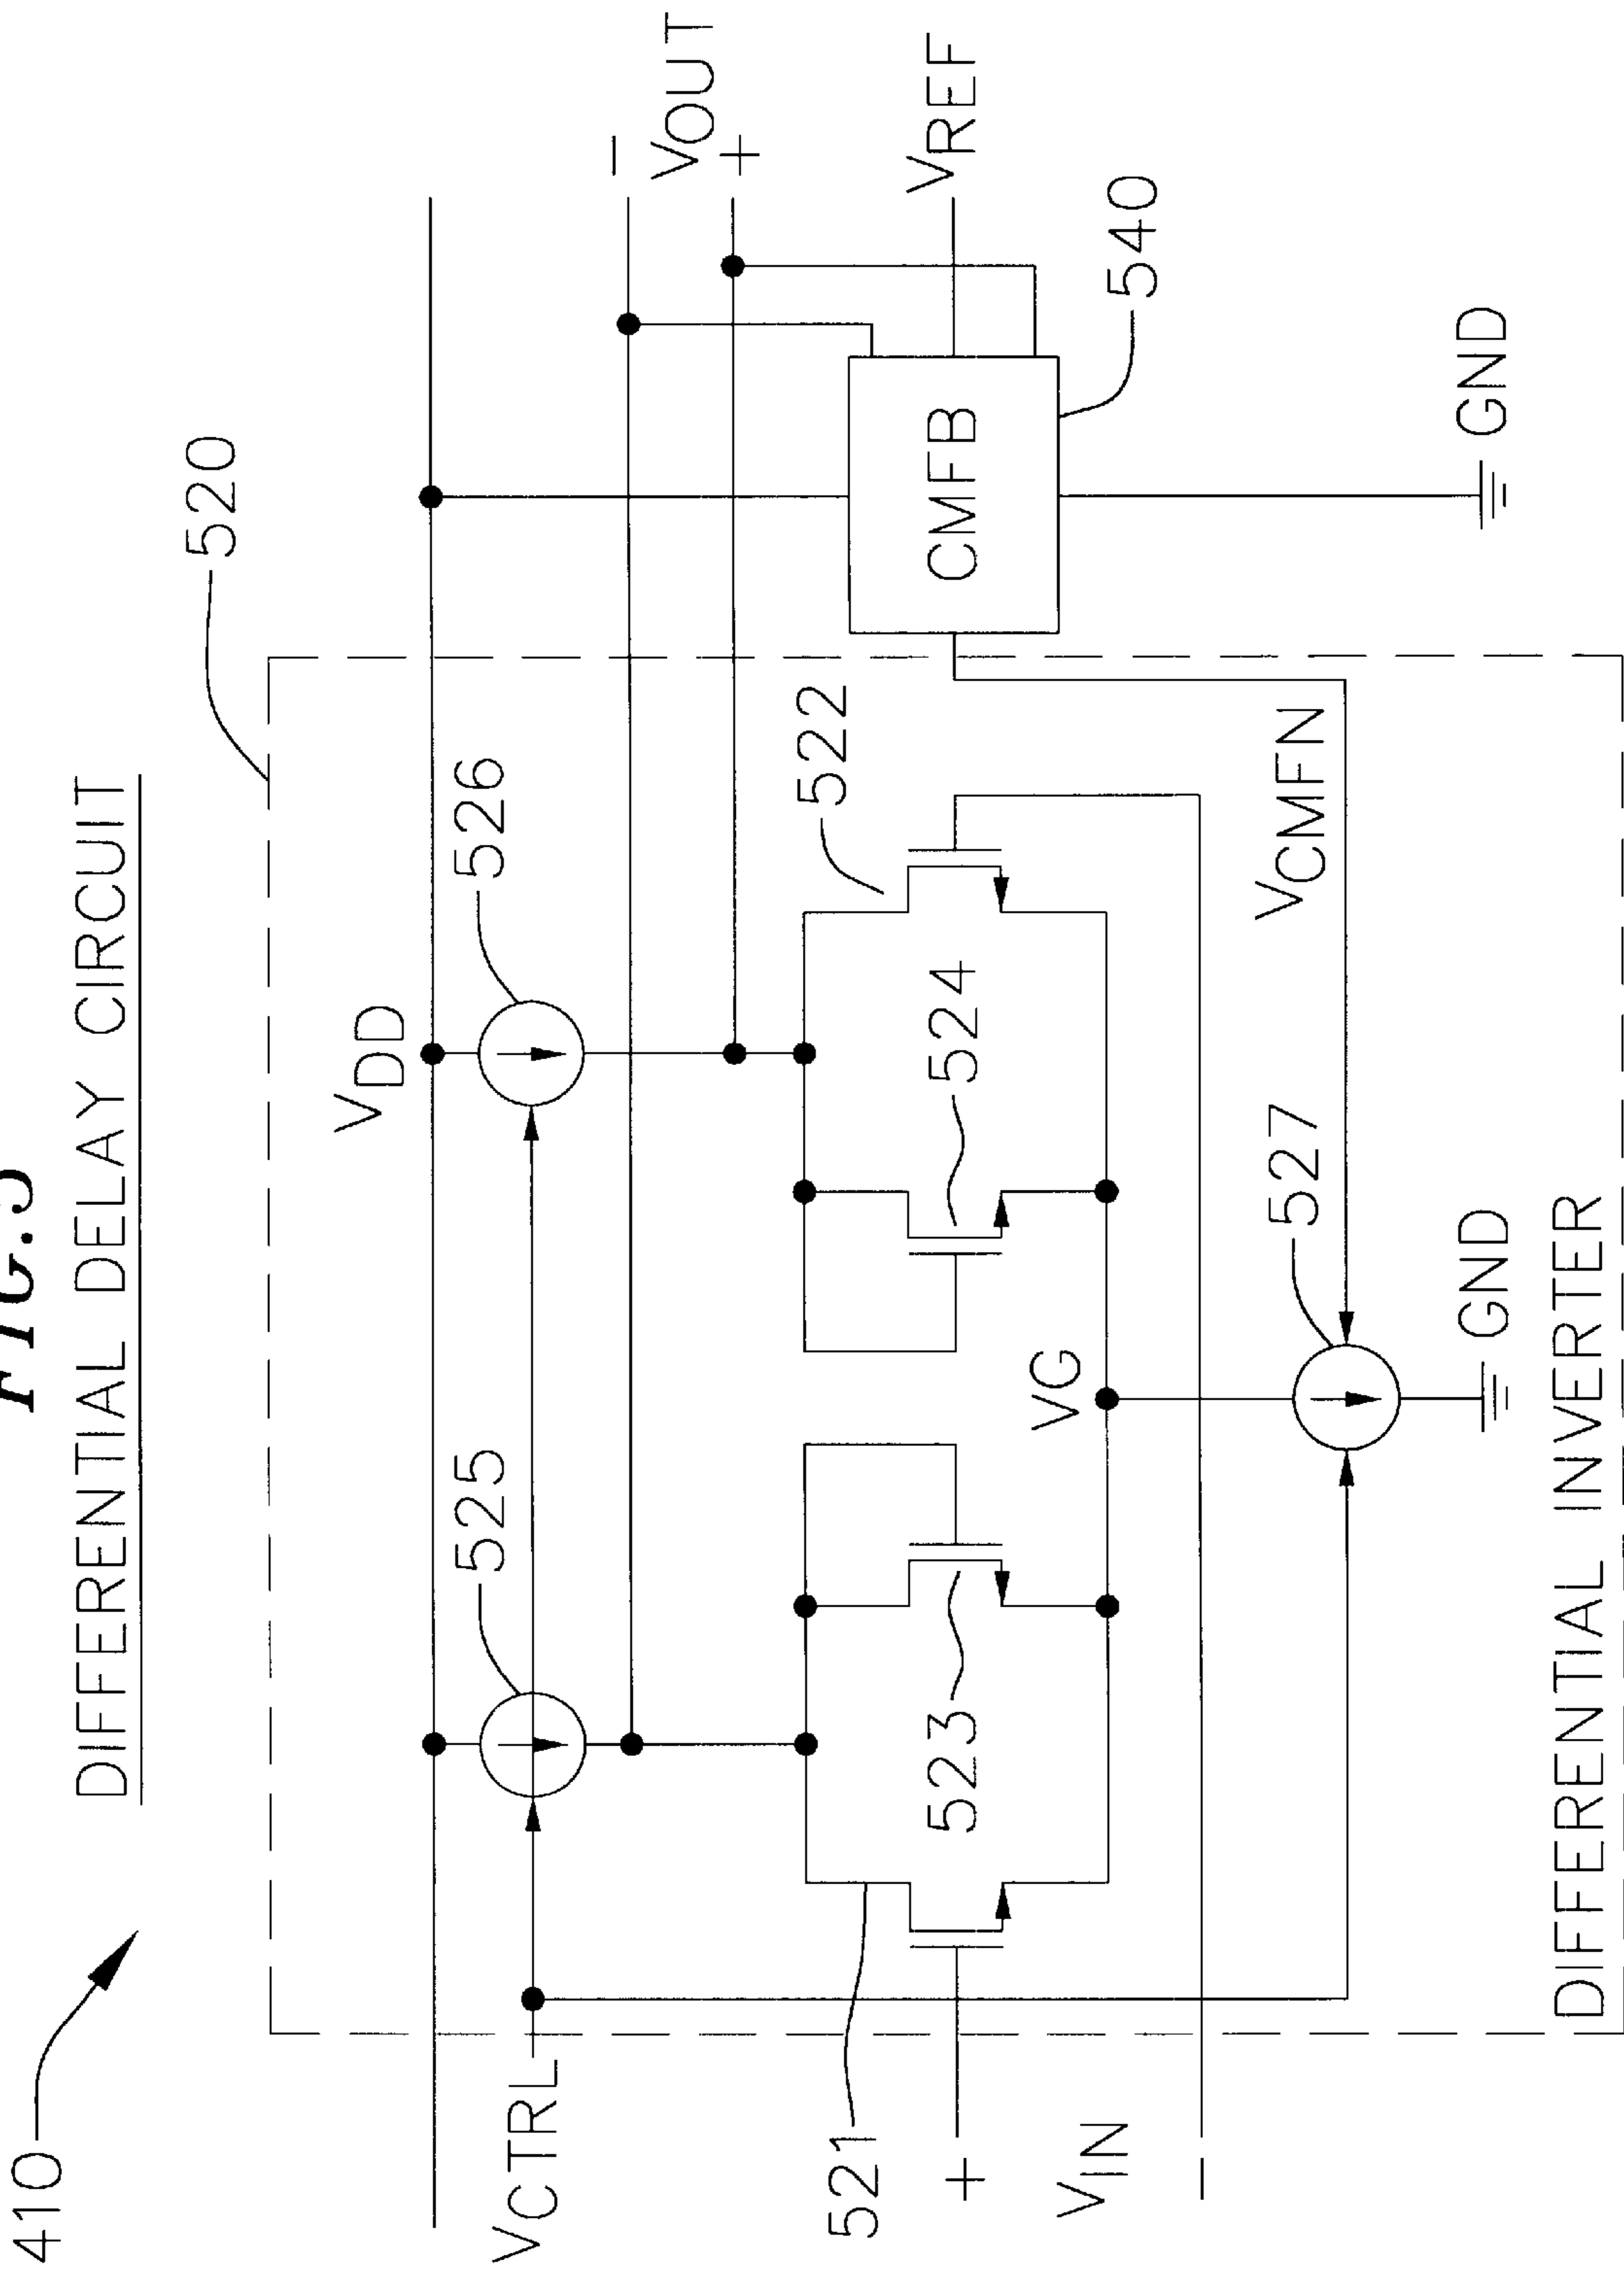 FIG.5
DIFFERENTIAL DELAY CIRCUIT
410
520
VDD
525
526
VCTRL
− VOUT +
521
523
524
522
VG
+
VIN
−
CMFB
VREF
540
VCMFN
527
GND
GND
DIFFERENTIAL INVERTER